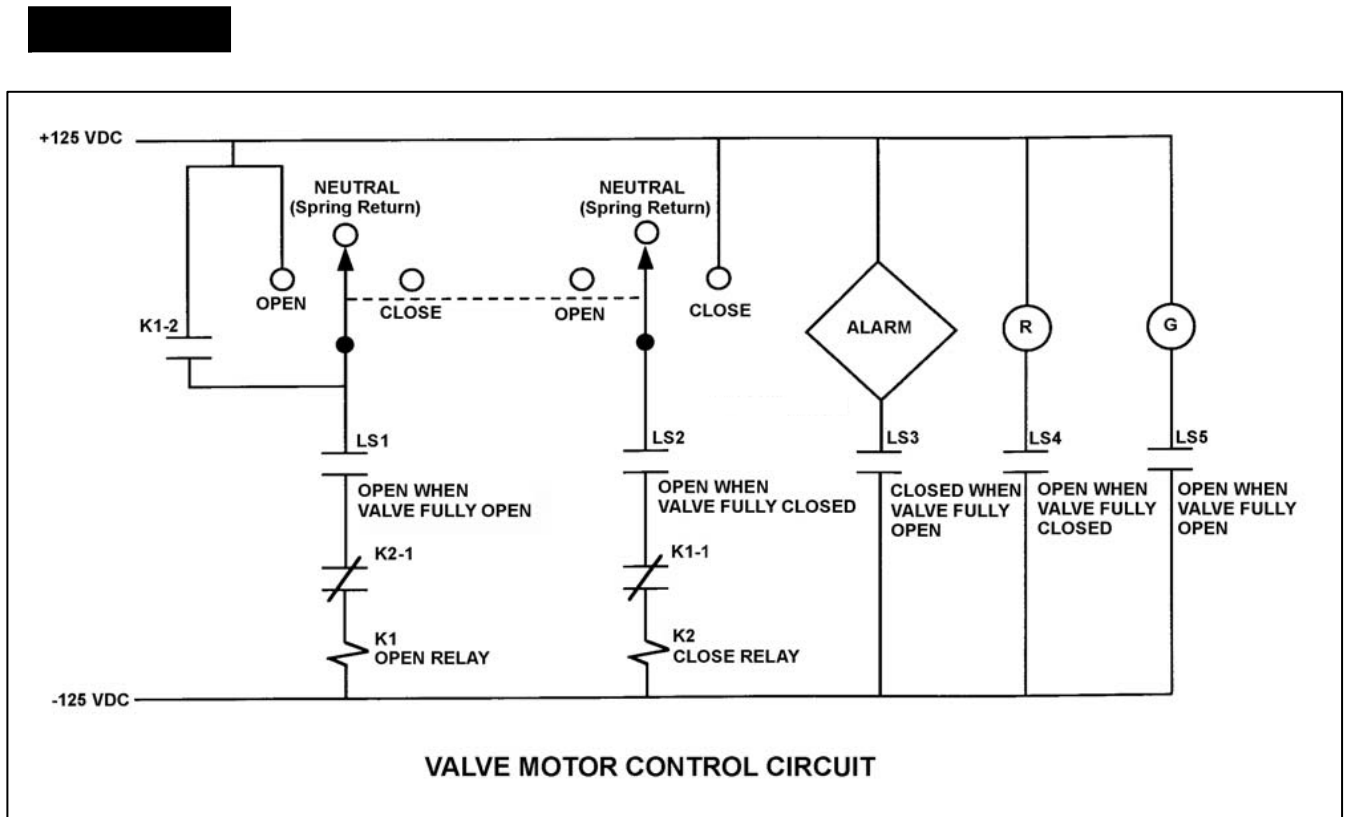 +125 VDC
NEUTRAL
(Spring Return)
NEUTRAL
(Spring Return)
OPEN
CLOSE
OPEN
CLOSE
K1-2
ALARM
R
G
LS1
OPEN WHEN
VALVE FULLY OPEN
LS2
OPEN WHEN
VALVE FULLY CLOSED
LS3
CLOSED WHEN
VALVE FULLY
OPEN
LS4
OPEN WHEN
VALVE FULLY
CLOSED
LS5
OPEN WHEN
VALVE FULLY
OPEN
K2-1
K1-1
K1
OPEN RELAY
K2
CLOSE RELAY
-125 VDC
VALVE MOTOR CONTROL CIRCUIT